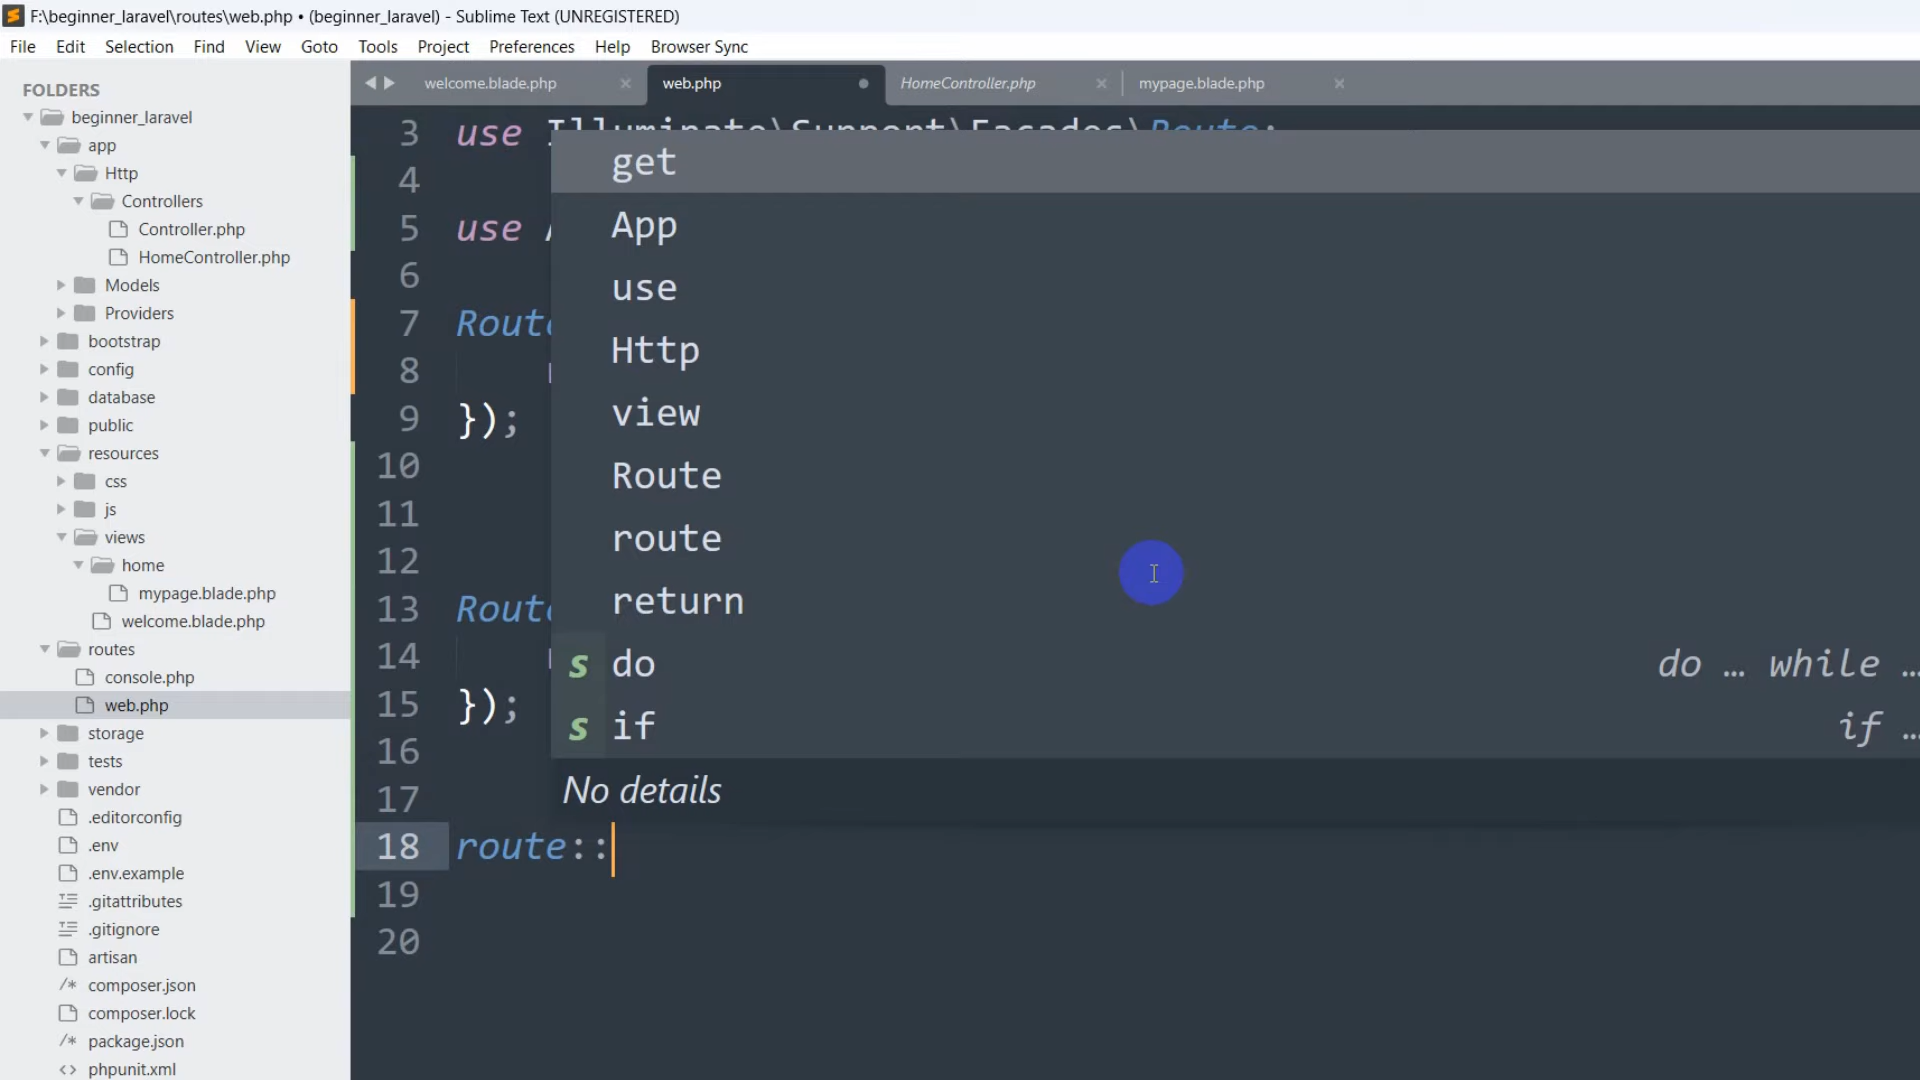 F:\beginner_laravel\routes\web.php • (beginner_laravel) - Sublime Text (UNREGISTERED)
File Edit Selection Find View Goto Tools Project Preferences Help Browser Sync
FOLDERS
beginner_laravel
app
Http
Controllers
Controller.php
HomeController.php
Models
Providers
bootstrap
config
database
public
resources
css
js
views
home
mypage.blade.php
welcome.blade.php
routes
console.php
web.php
storage
tests
vendor
.editorconfig
.env
.env.example
.gitattributes
.gitignore
artisan
composer.json
composer.lock
package.json
phpunit.xml
welcome.blade.php web.php HomeController.php mypage.blade.php
3 use Illuminate\Support\Facades\Route;
4
5 use
6
7 Route
8
9 });
10
11
12
13 Route
14
15 });
16
17
18 route::
19
20
get
App
use
Http
view
Route
route
return
s do do … while …
s if if …
No details